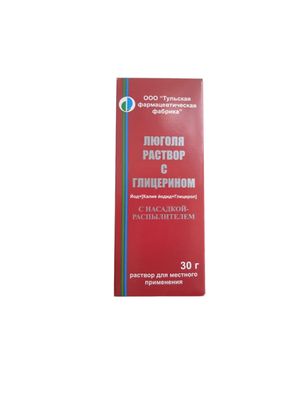 ООО "Тульская
фармацевтическая
фабрика"
ЛЮГОЛЯ
РАСТВОР
С
ГЛИЦЕРИНОМ
Йод+[Калия йодид+Глицерол]
С НАСАДКОЙ-
РАСПЫЛИТЕЛЕМ
30 г
раствор для местного
применения